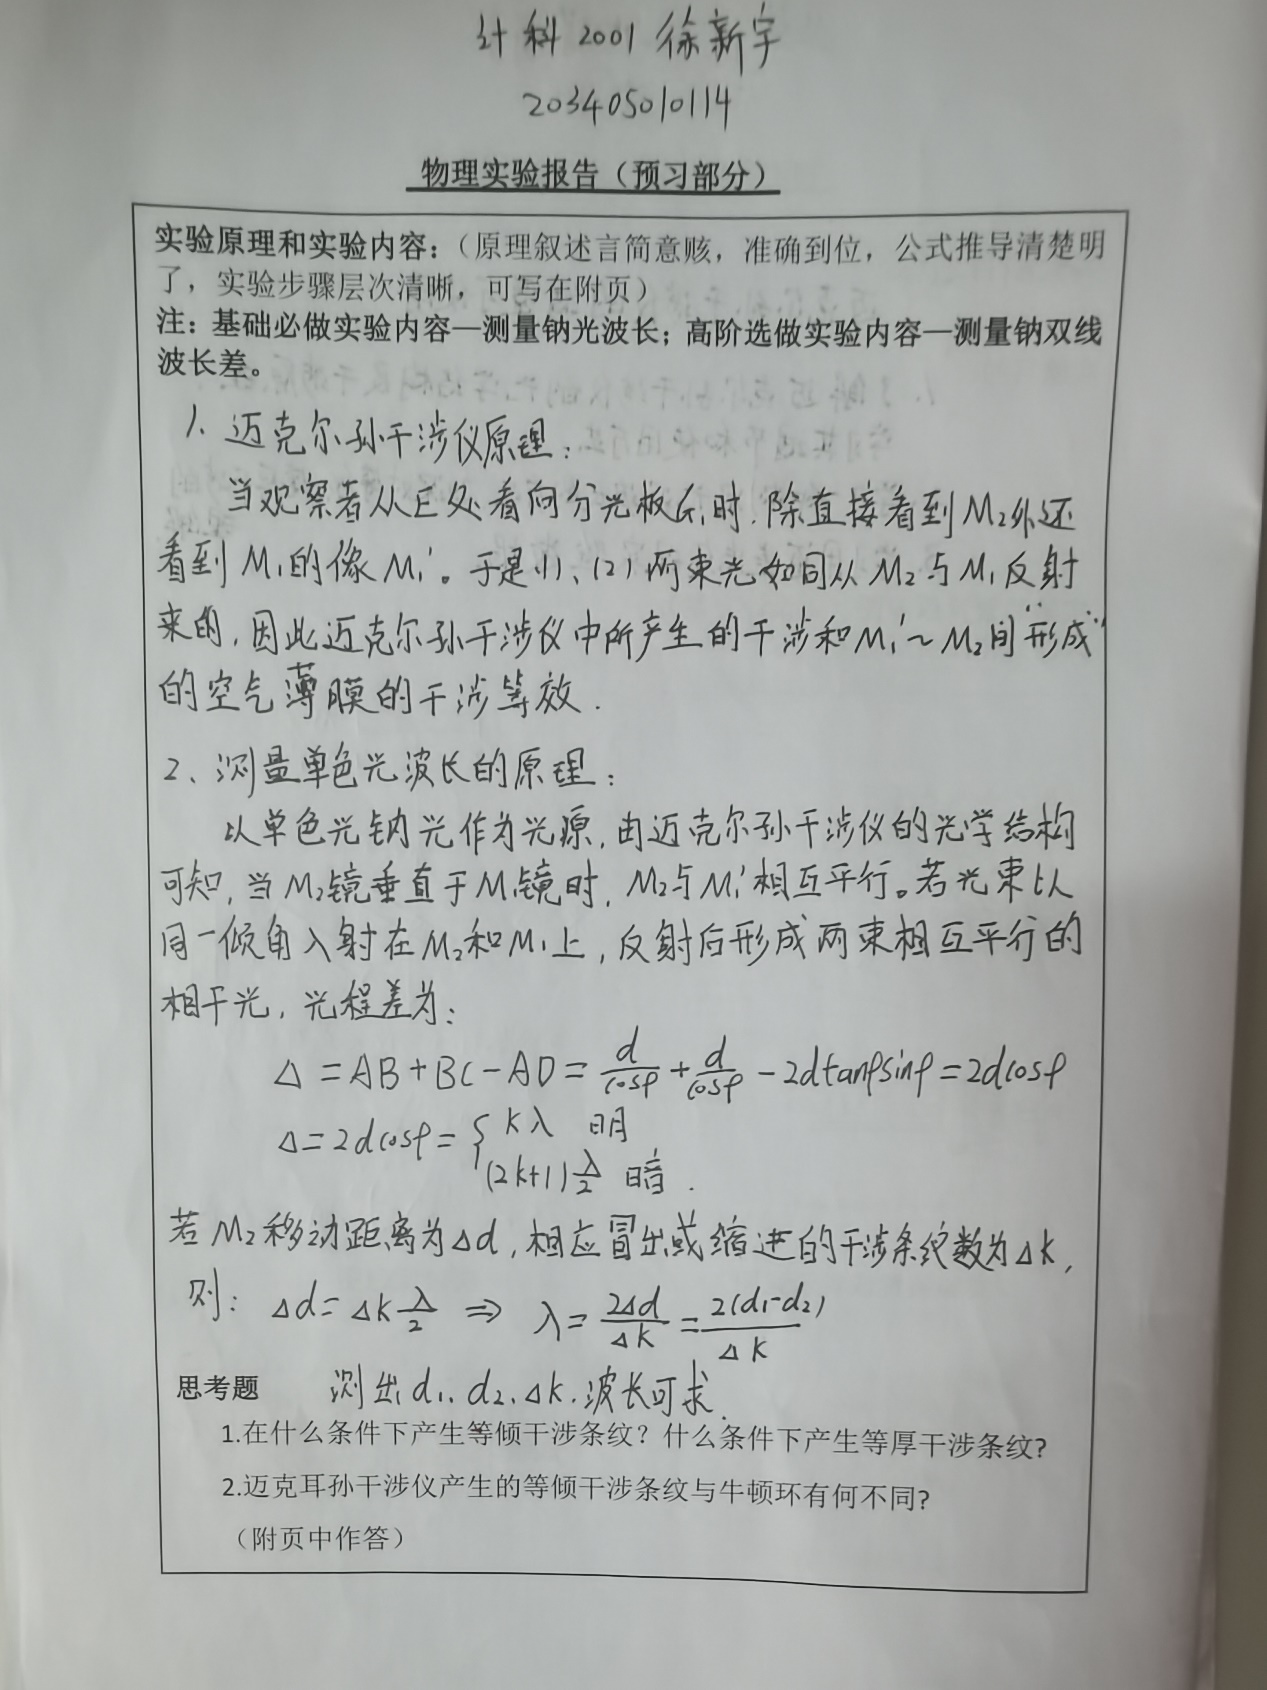 计科2001 徐新宇
203405010114
物理实验报告（预习部分）
实验原理和实验内容：（原理叙述言简意赅，准确到位，公式推导清楚明
了，实验步骤层次清晰，可写在附页）
注：基础必做实验内容—测量钠光波长；高阶选做实验内容—测量钠双线
波长差。
1、迈克尔孙干涉仪原理：
当观察者从E处看向分光板G₁时，除直接看到M₂外还
看到M₁的像M₁′。于是(1)、(2)两束光如同从M₂与M₁反射
来的，因此迈克尔孙干涉仪中所产生的干涉和M₁′~M₂间"形成"
的空气薄膜的干涉等效.
2、测量单色光波长的原理：
以单色光钠光作为光源，由迈克尔孙干涉仪的光学结构
可知，当M₂镜垂直于M₁镜时，M₂与M₁′相互平行。若光束以
同一倾角入射在M₂和M₁上，反射后形成两束相互平行的
相干光，光程差为：
Δ=AB+BC-AD=d/cosφ+d/cosφ-2dtanφsinφ=2dcosφ
Δ=2dcosφ={kλ 明
(2k+1)λ/2 暗.
若M₂移动距离为Δd，相应冒出或缩进的干涉条纹数为Δk，
则：Δd=Δkλ/2 ⇒ λ=2Δd/Δk=2(d₁-d₂)/Δk
思考题 测出d₁、d₂、Δk，波长可求.
1.在什么条件下产生等倾干涉条纹？什么条件下产生等厚干涉条纹?
2.迈克耳孙干涉仪产生的等倾干涉条纹与牛顿环有何不同?
（附页中作答）